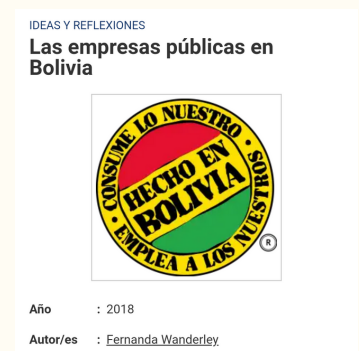 IDEAS Y REFLEXIONES
Las empresas públicas en
Bolivia
CONSUME LO NUESTRO
HECHO EN
BOLIVIA
EMPLEA A LOS NUESTROS
R
Año : 2018
Autor/es : Fernanda Wanderley